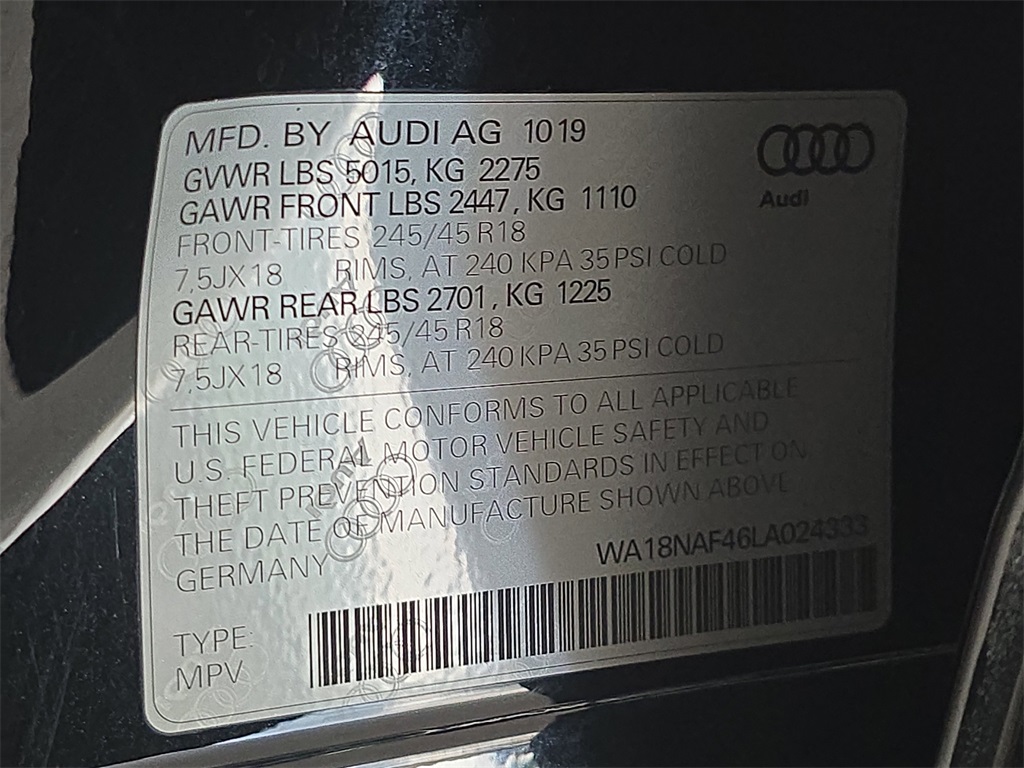 MFD. BY AUDI AG 1019
GVWR LBS 5015, KG 2275
GAWR FRONT LBS 2447, KG 1110
FRONT-TIRES 245/45 R18
7,5JX18 RIMS, AT 240 KPA 35 PSI COLD
GAWR REAR LBS 2701, KG 1225
REAR-TIRES 245/45 R18
7,5JX18 RIMS, AT 240 KPA 35 PSI COLD
Audi
THIS VEHICLE CONFORMS TO ALL APPLICABLE
U.S. FEDERAL MOTOR VEHICLE SAFETY AND
THEFT PREVENTION STANDARDS IN EFFECT ON
THE DATE OF MANUFACTURE SHOWN ABOVE
GERMANY
WA18NAF46LA024333
TYPE:
MPV